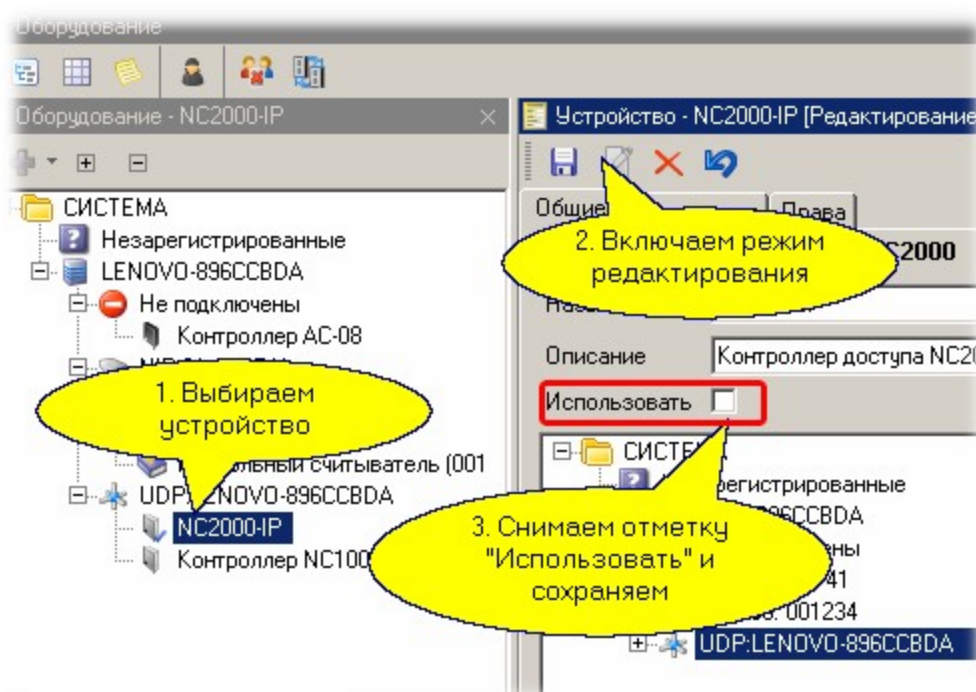 Оборудование
Оборудование - NC2000-IP
СИСТЕМА
Незарегистрированные
LENOVO-896CCBDA
Не подключены
Контроллер AC-08
1. Выбираем
устройство
считыватель (001
UDP:LENOVO-896CCBDA
NC2000-IP
Контроллер NC100
Устройство - NC2000-IP [Редактирование
Общие
Права
2. Включаем режим
редактирования
C2000
Описание
Контроллер доступа NC20
Использовать
СИСТЕ
регистрированные
3. Снимаем отметку
"Использовать" и
сохраняем
96CCBDA
ены
41
001234
UDP:LENOVO-896CCBDA